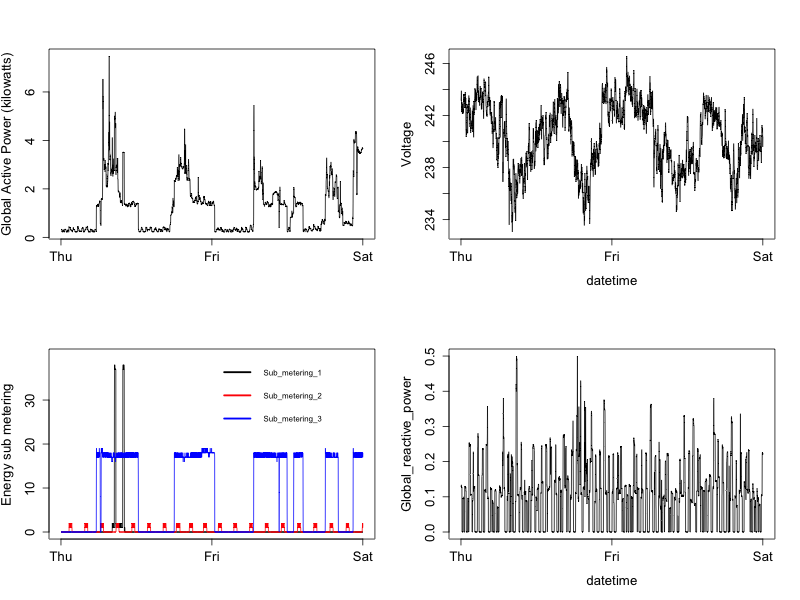 Global Active Power (kilowatts)
0
2
4
6
Thu
Fri
Sat
Voltage
234
238
242
246
Thu
Fri
Sat
datetime
Energy sub metering
0
10
20
30
Sub_metering_1
Sub_metering_2
Sub_metering_3
Thu
Fri
Sat
Global_reactive_power
0.0
0.1
0.2
0.3
0.4
0.5
Thu
Fri
Sat
datetime